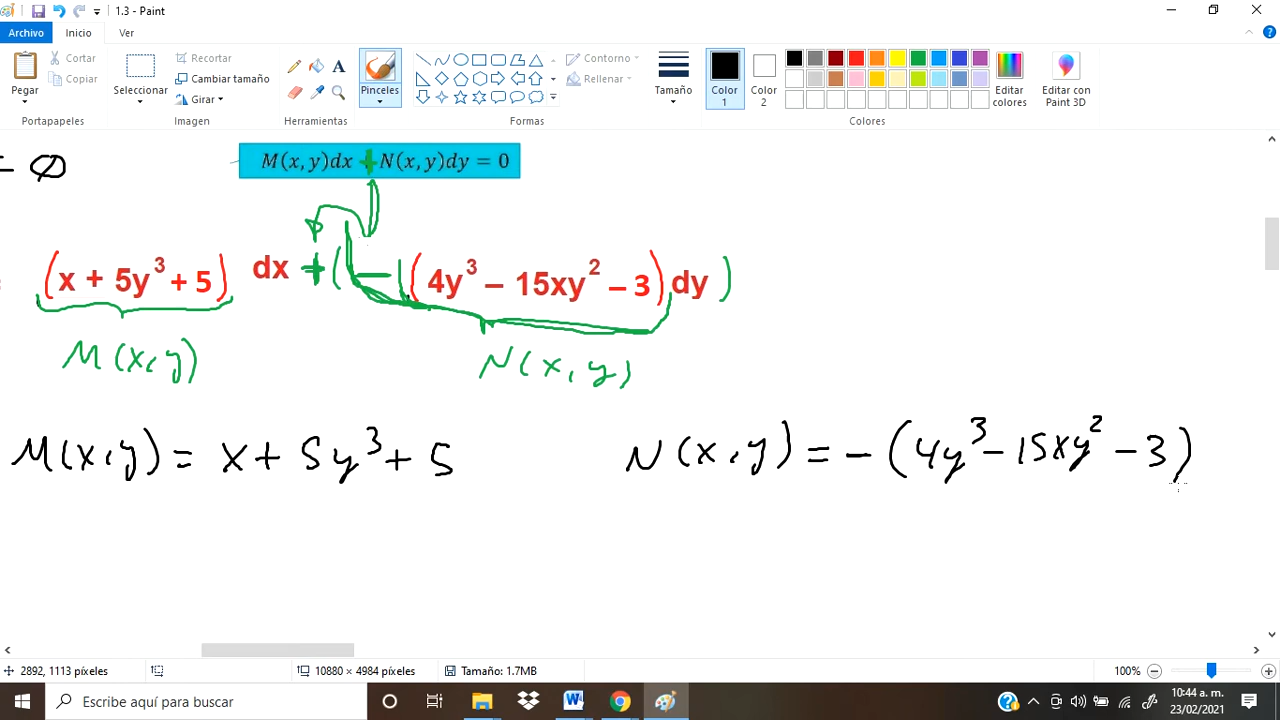 1.3 - Paint
Archivo Inicio Ver
Pegar
Cortar
Copiar
Portapapeles
Seleccionar
Recortar
Cambiar tamaño
Girar
Imagen
Herramientas
Pinceles
Formas
Contorno
Rellenar
Tamaño
Color 1
Color 2
Editar colores
Editar con Paint 3D
Colores
= 0
M(x, y)dx + N(x, y)dy = 0
(x + 5y³ + 5) dx + ( − ((4y³ − 15xy² − 3) dy )
M(x,y) N(x,y)
M(x,y) = x + 5y³ + 5 N(x,y) = − (4y³ − 15xy² − 3)
2892, 1113 píxeles 10880 × 4984 píxeles Tamaño: 1.7MB 100%
Escribe aquí para buscar
10:44 a. m.
23/02/2021